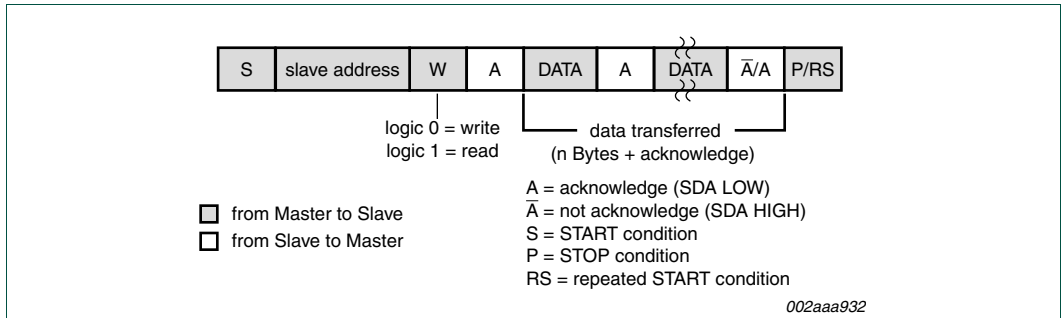 S slave address W A DATA A DATA A̅/A P/RS
logic 0 = write
logic 1 = read
data transferred
(n Bytes + acknowledge)
A = acknowledge (SDA LOW)
A̅ = not acknowledge (SDA HIGH)
S = START condition
P = STOP condition
RS = repeated START condition
from Master to Slave
from Slave to Master
002aaa932